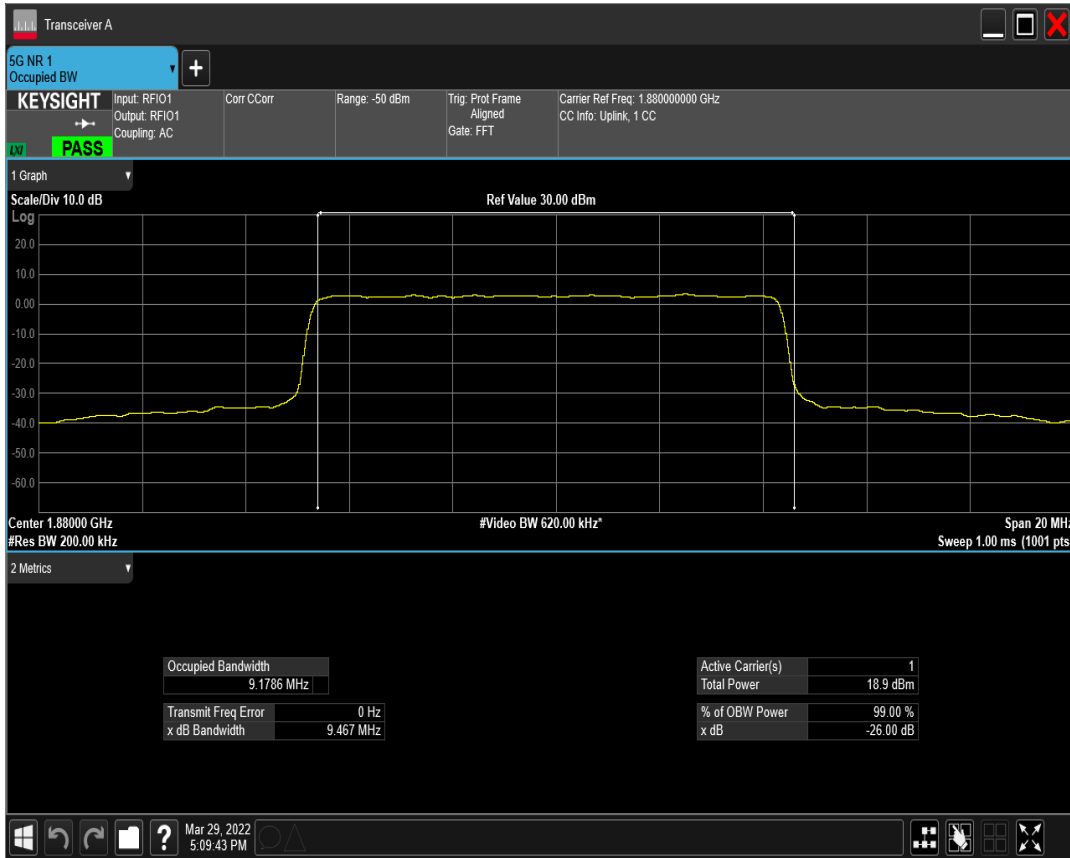 Transceiver A
5G NR 1
Occupied BW
KEYSIGHT
LXI
PASS
Input: RFIO1
Output: RFIO1
Coupling: AC
Corr CCorr
Range: -50 dBm
Trig: Prot Frame
Aligned
Gate: FFT
Carrier Ref Freq: 1.880000000 GHz
CC Info: Uplink, 1 CC
1 Graph
Scale/Div 10.0 dB
Ref Value 30.00 dBm
Log
20.0
10.0
0.00
-10.0
-20.0
-30.0
-40.0
-50.0
-60.0
Center 1.88000 GHz
#Video BW 620.00 kHz*
Span 20 MHz
#Res BW 200.00 kHz
Sweep 1.00 ms (1001 pts
2 Metrics
Occupied Bandwidth
9.1786 MHz
Transmit Freq Error 0 Hz
x dB Bandwidth 9.467 MHz
Active Carrier(s) 1
Total Power 18.9 dBm
% of OBW Power 99.00 %
x dB -26.00 dB
?
Mar 29, 2022
5:09:43 PM